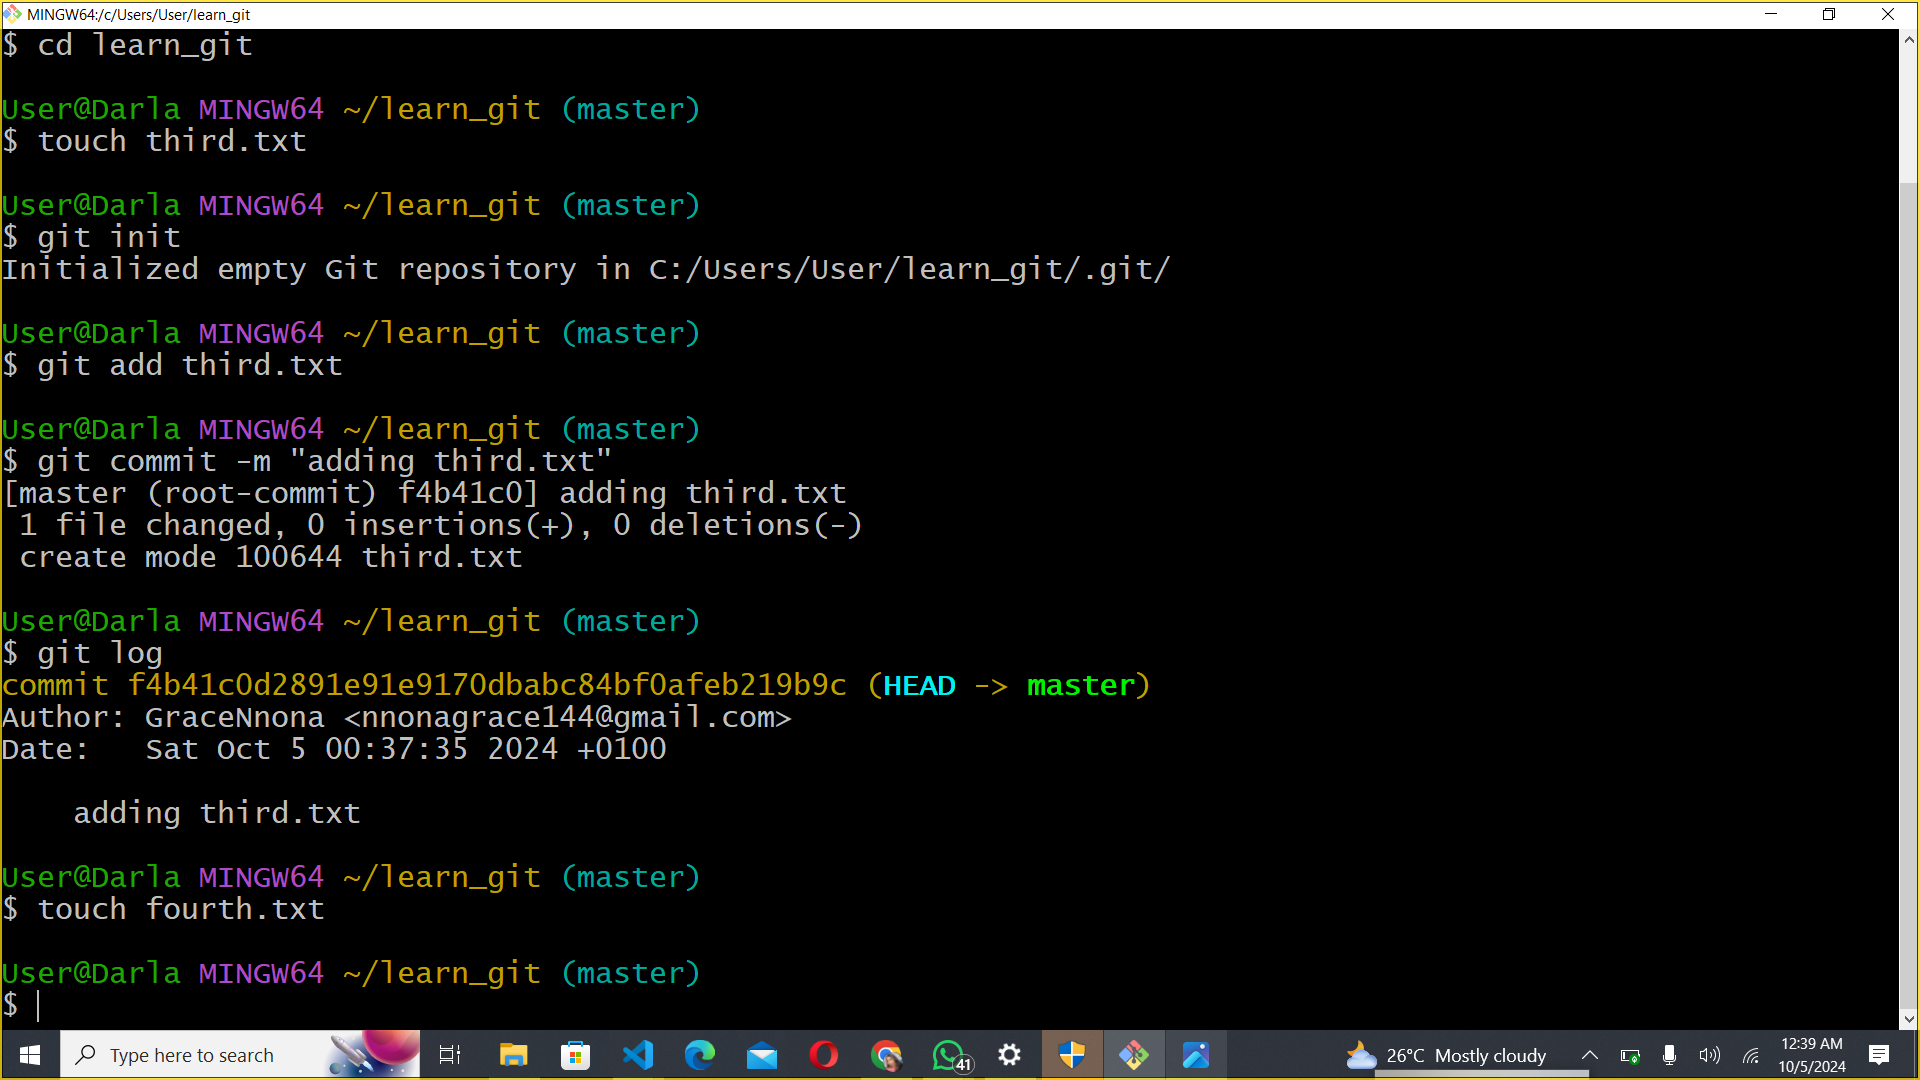 MINGW64:/c/Users/User/learn_git
$ cd learn_git
User@Darla MINGW64 ~/learn_git (master)
$ touch third.txt
User@Darla MINGW64 ~/learn_git (master)
$ git init
Initialized empty Git repository in C:/Users/User/learn_git/.git/
User@Darla MINGW64 ~/learn_git (master)
$ git add third.txt
User@Darla MINGW64 ~/learn_git (master)
$ git commit -m "adding third.txt"
[master (root-commit) f4b41c0] adding third.txt
 1 file changed, 0 insertions(+), 0 deletions(-)
 create mode 100644 third.txt
User@Darla MINGW64 ~/learn_git (master)
$ git log
commit f4b41c0d2891e91e9170dbabc84bf0afeb219b9c (HEAD -> master)
Author: GraceNnona <nnonagrace144@gmail.com>
Date:   Sat Oct 5 00:37:35 2024 +0100
    adding third.txt
User@Darla MINGW64 ~/learn_git (master)
$ touch fourth.txt
User@Darla MINGW64 ~/learn_git (master)
$
Type here to search
41
26°C Mostly cloudy
12:39 AM
10/5/2024